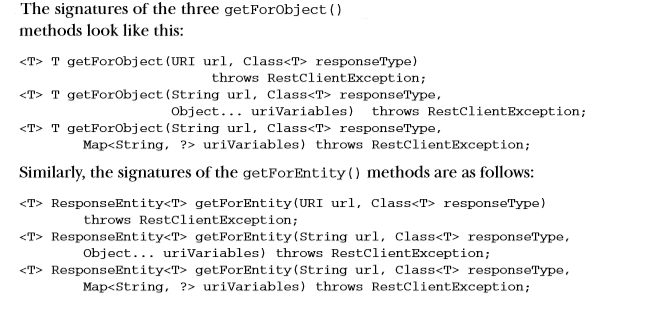 The signatures of the three getForObject()
methods look like this:
<T> T getForObject(URI url, Class<T> responseType)
throws RestClientException;
<T> T getForObject(String url, Class<T> responseType,
Object... uriVariables) throws RestClientException;
<T> T getForObject(String url, Class<T> responseType,
Map<String, ?> uriVariables) throws RestClientException;
Similarly, the signatures of the getForEntity() methods are as follows:
<T> ResponseEntity<T> getForEntity(URI url, Class<T> responseType)
throws RestClientException;
<T> ResponseEntity<T> getForEntity(String url, Class<T> responseType,
Object... uriVariables) throws RestClientException;
<T> ResponseEntity<T> getForEntity(String url, Class<T> responseType,
Map<String, ?> uriVariables) throws RestClientException;